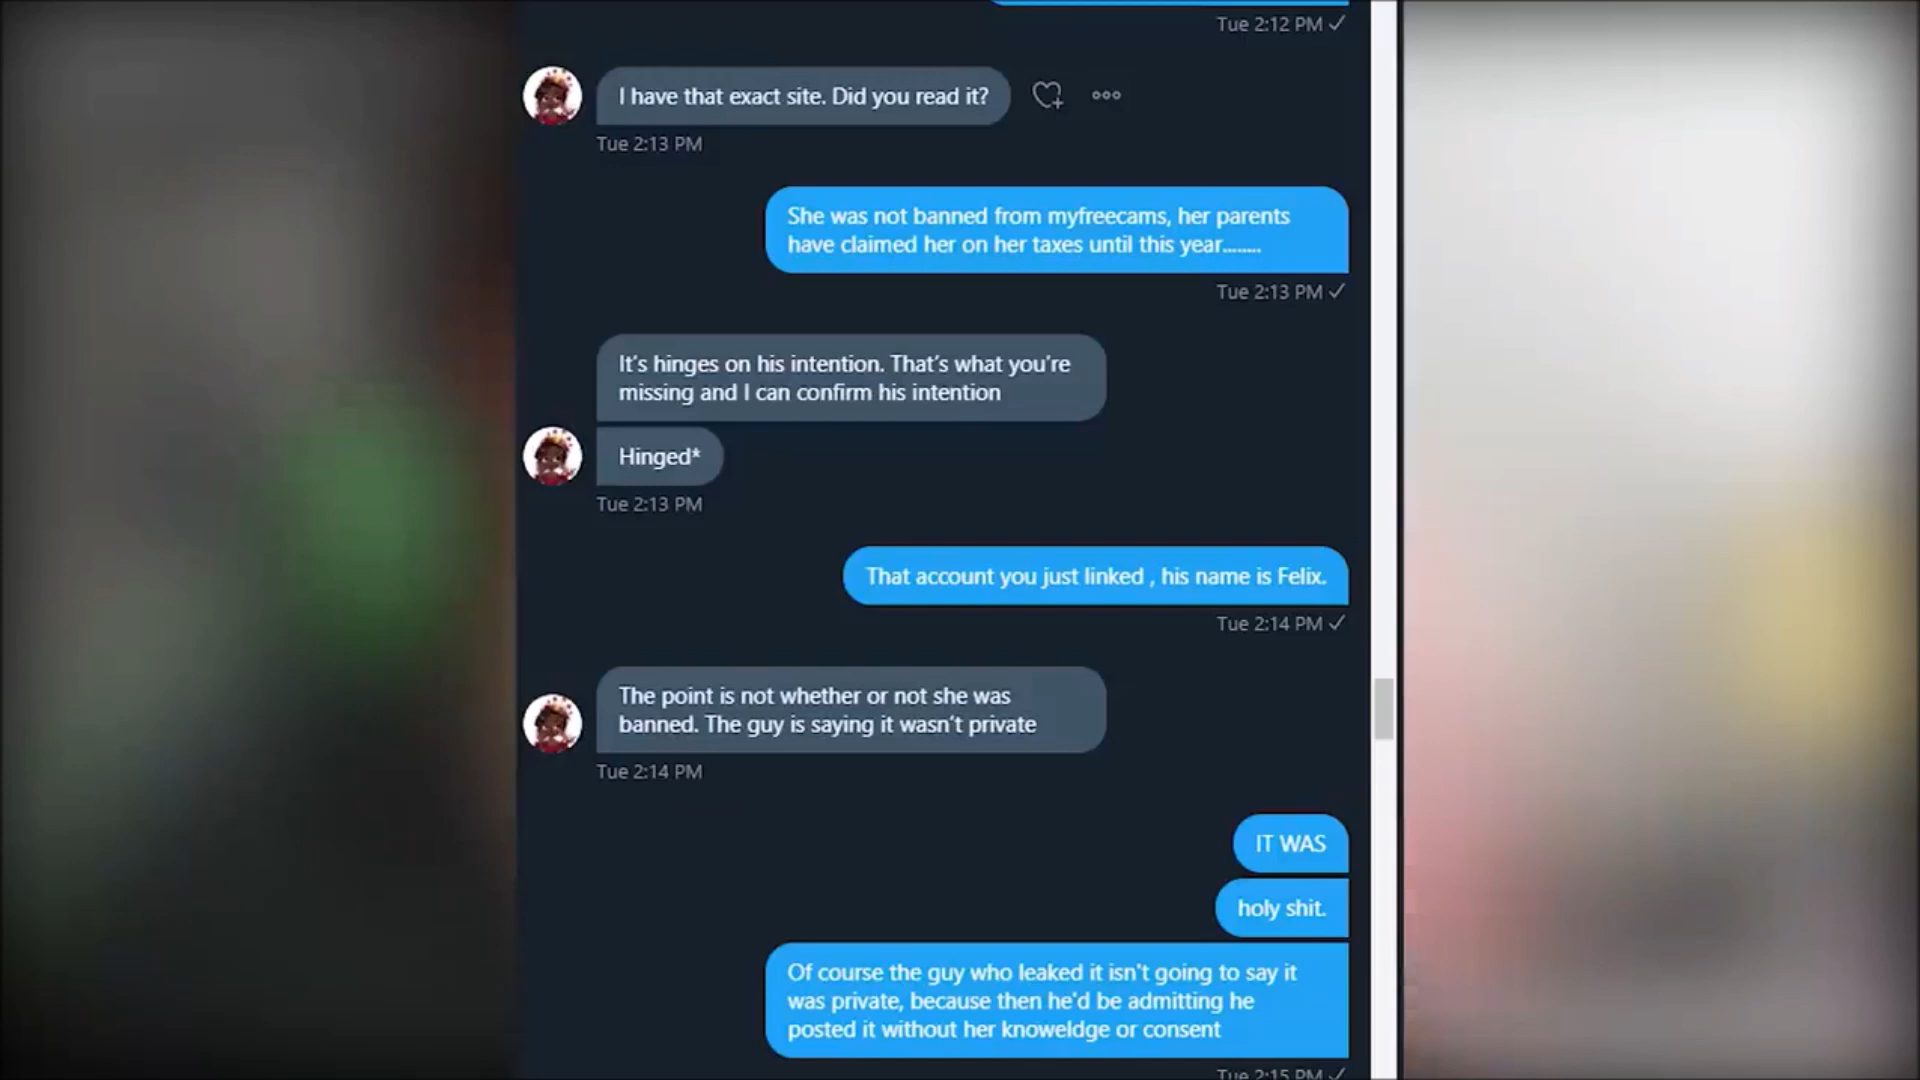 Tue 2:12 PM ✓
I have that exact site. Did you read it?
Tue 2:13 PM
She was not banned from myfreecams, her parents
have claimed her on her taxes until this year........
Tue 2:13 PM ✓
It's hinges on his intention. That's what you're
missing and I can confirm his intention
Hinged*
Tue 2:13 PM
That account you just linked , his name is Felix.
Tue 2:14 PM ✓
The point is not whether or not she was
banned. The guy is saying it wasn't private
Tue 2:14 PM
IT WAS
holy shit.
Of course the guy who leaked it isn't going to say it
was private, because then he'd be admitting he
posted it without her knoweldge or consent
Tue 2:15 PM ✓